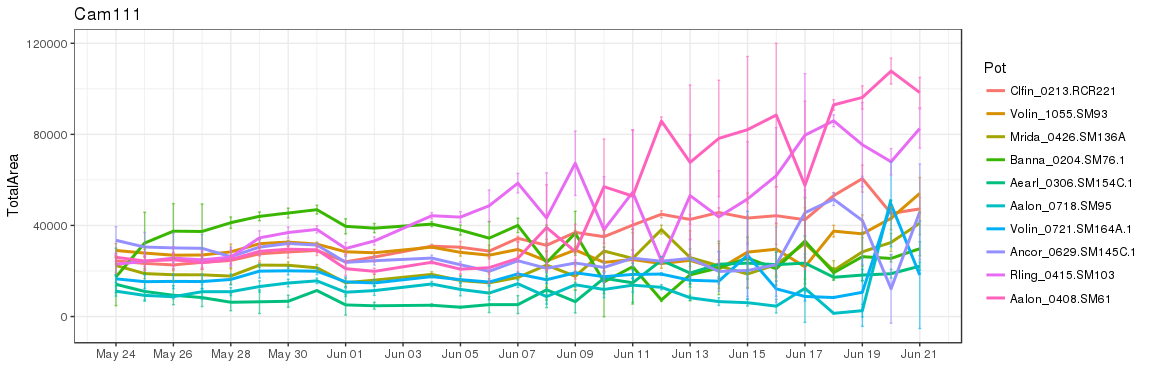 Cam111
TotalArea
120000
80000
40000
0
May 24 May 26 May 28 May 30 Jun 01 Jun 03 Jun 05 Jun 07 Jun 09 Jun 11 Jun 13 Jun 15 Jun 17 Jun 19 Jun 21
Pot
Clfin_0213.RCR221
Volin_1055.SM93
Mrida_0426.SM136A
Banna_0204.SM76.1
Aearl_0306.SM154C.1
Aalon_0718.SM95
Volin_0721.SM164A.1
Ancor_0629.SM145C.1
Rling_0415.SM103
Aalon_0408.SM61